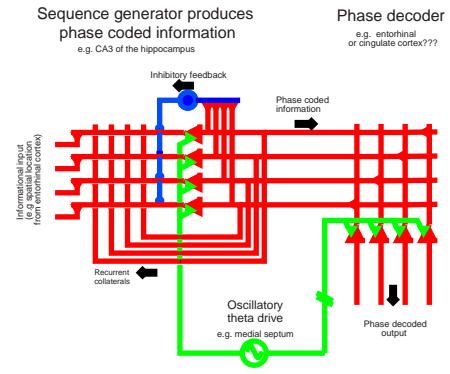 Sequence generator produces
phase coded information
e.g. CA3 of the hippocampus
Phase decoder
e.g. entorhinal
or cingulate cortex???
Inhibitory feedback
Phase coded
information
Informational input
(e.g spatial location
from entorhinal cortex)
Recurrent
collaterals
Oscillatory
theta drive
e.g. medial septum
Phase decoded
output